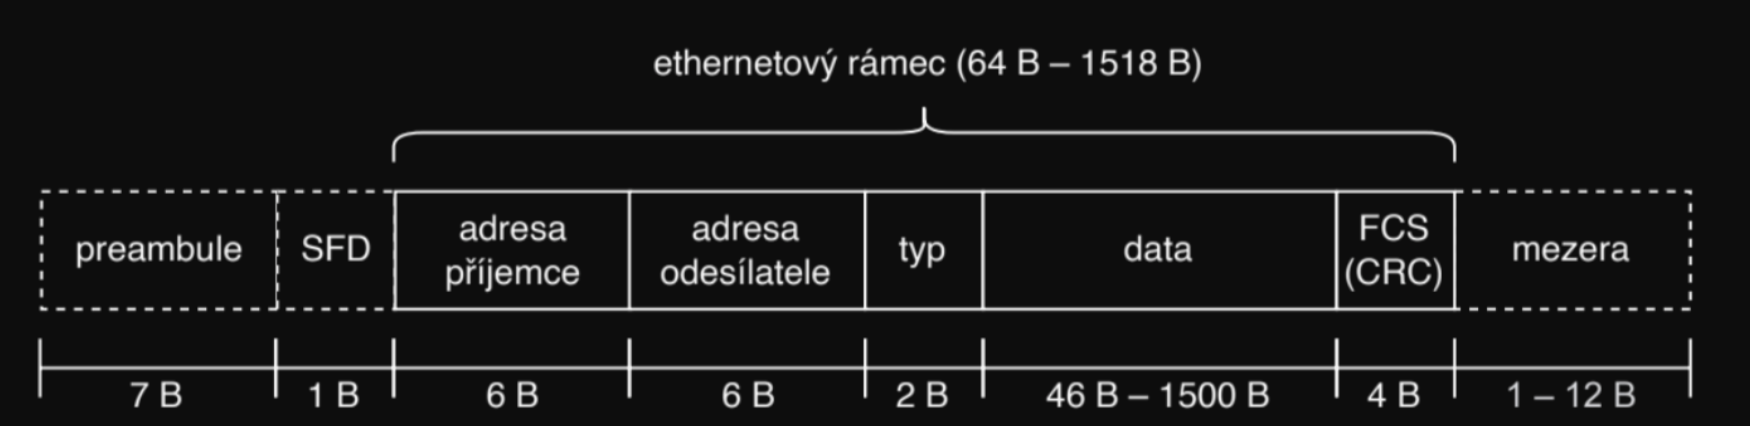 ethernetový rámec (64 B – 1518 B)
preambule
SFD
adresa
příjemce
adresa
odesílatele
typ
data
FCS
(CRC)
mezera
7 B
1 B
6 B
6 B
2 B
46 B – 1500 B
4 B
1 – 12 B